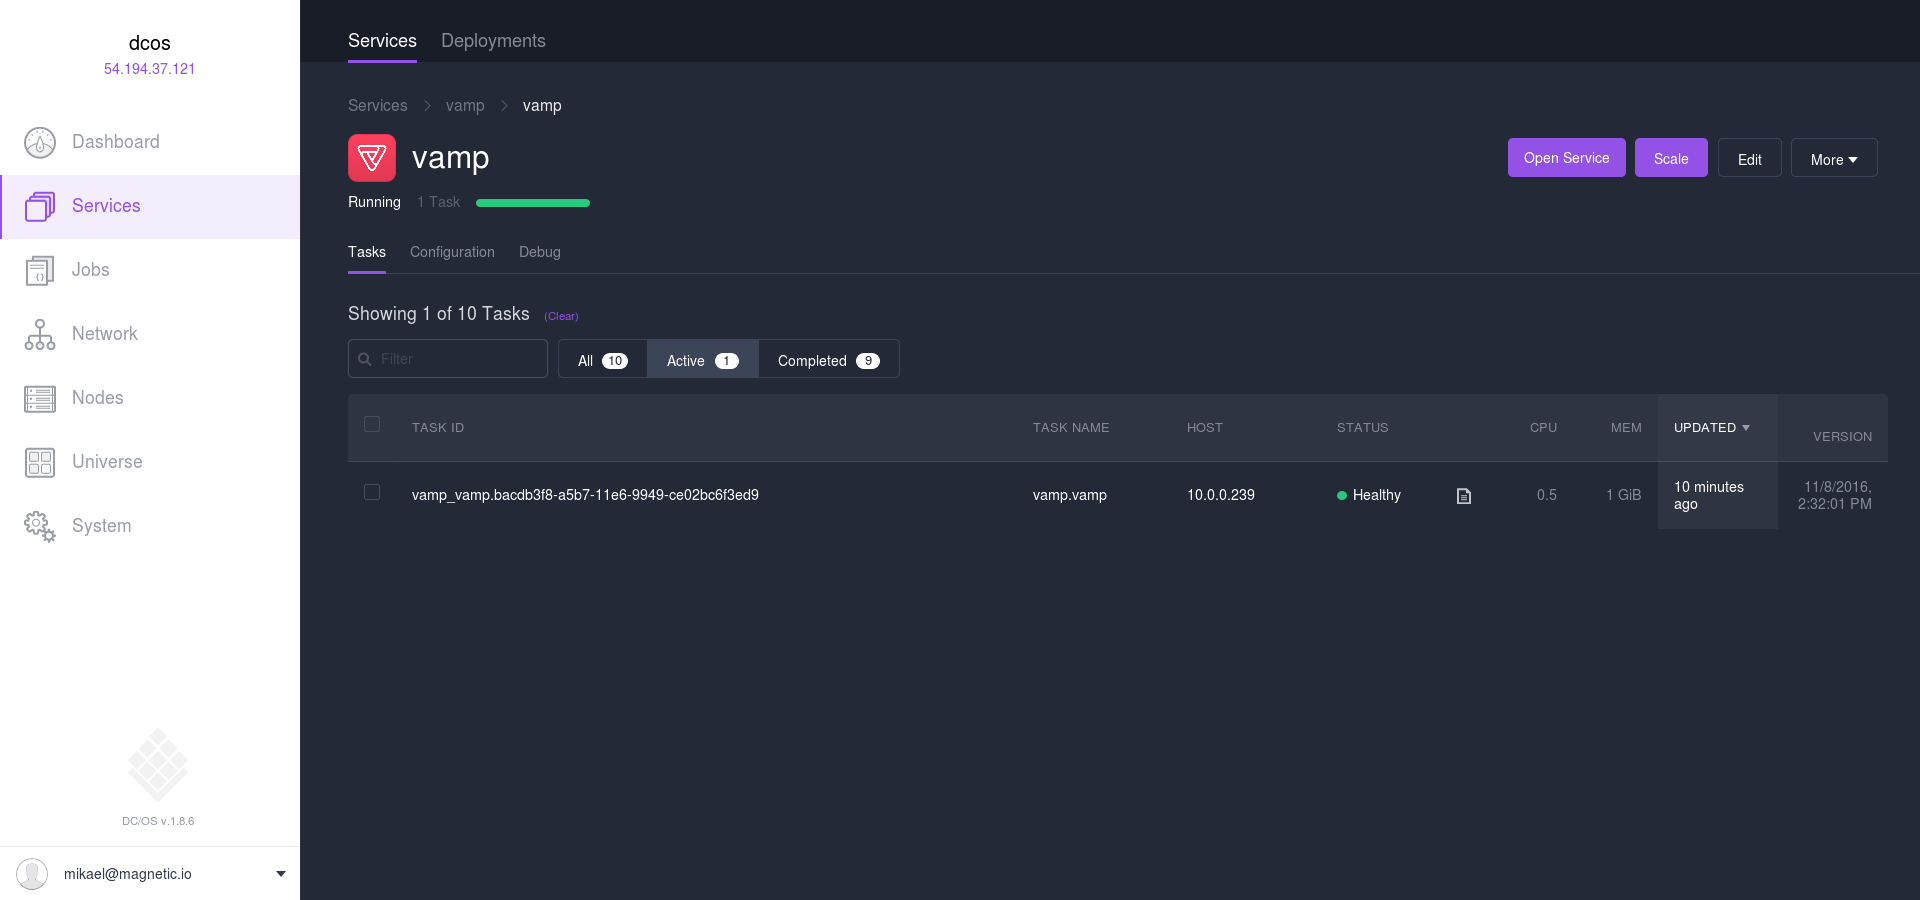 dcos
54.194.37.121
Dashboard
Services
Jobs
Network
Nodes
Universe
System
DC/OS v.1.8.6
mikael@magnetic.io
Services Deployments
Services vamp vamp
vamp
Open Service Scale Edit More
Running 1 Task
Tasks Configuration Debug
Showing 1 of 10 Tasks (Clear)
Filter All 10 Active 1 Completed 9
TASK ID TASK NAME HOST STATUS CPU MEM UPDATED VERSION
vamp_vamp.bacdb3f8-a5b7-11e6-9949-ce02bc6f3ed9 vamp.vamp 10.0.0.239 Healthy 0.5 1 GiB 10 minutes 11/8/2016,
ago 2:32:01 PM